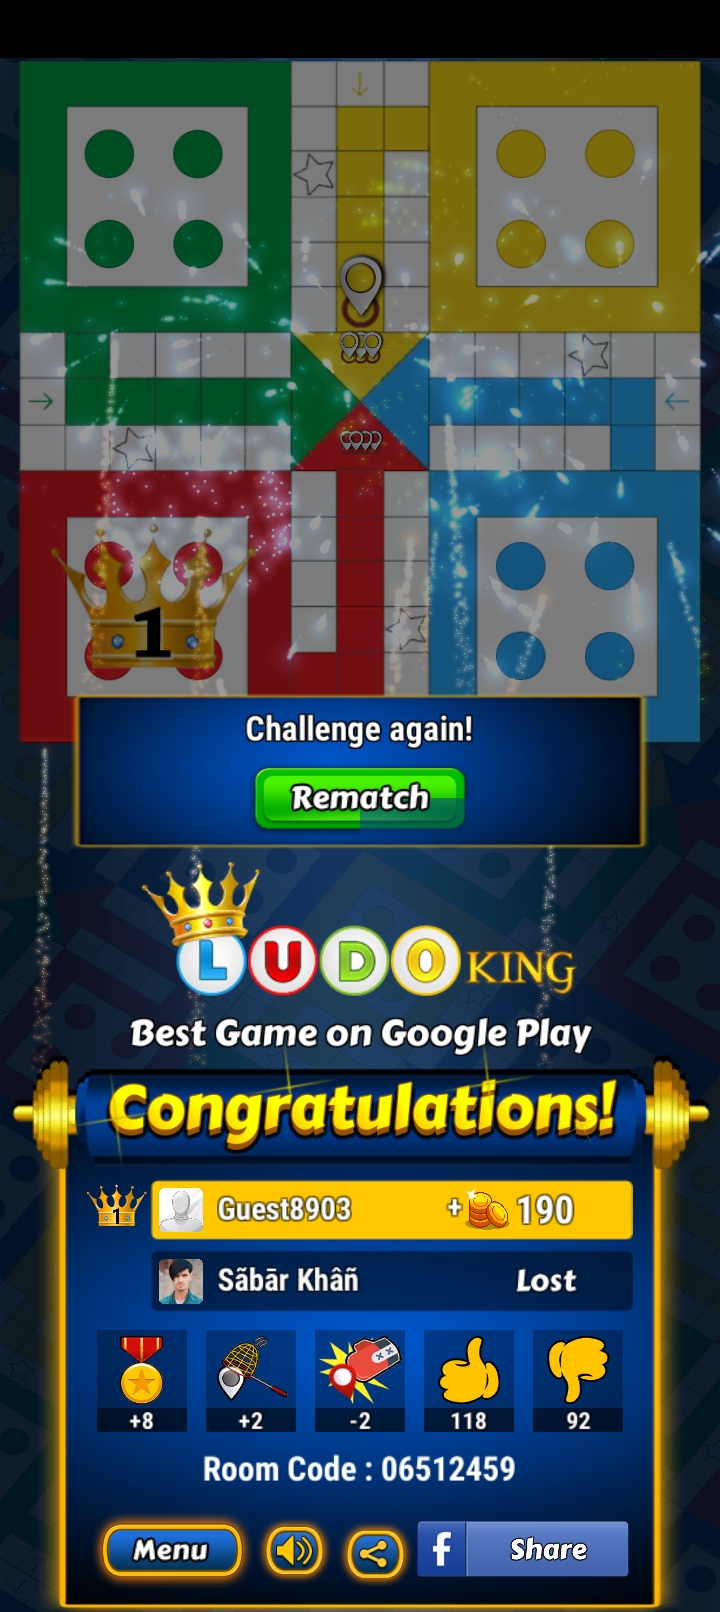 1
Challenge again!
Rematch
LUDO KING
Best Game on Google Play
Congratulations!
1 Guest8903 + 190
Sãbār Khâñ Lost
+8 +2 -2 118 92
Room Code : 06512459
Menu f Share